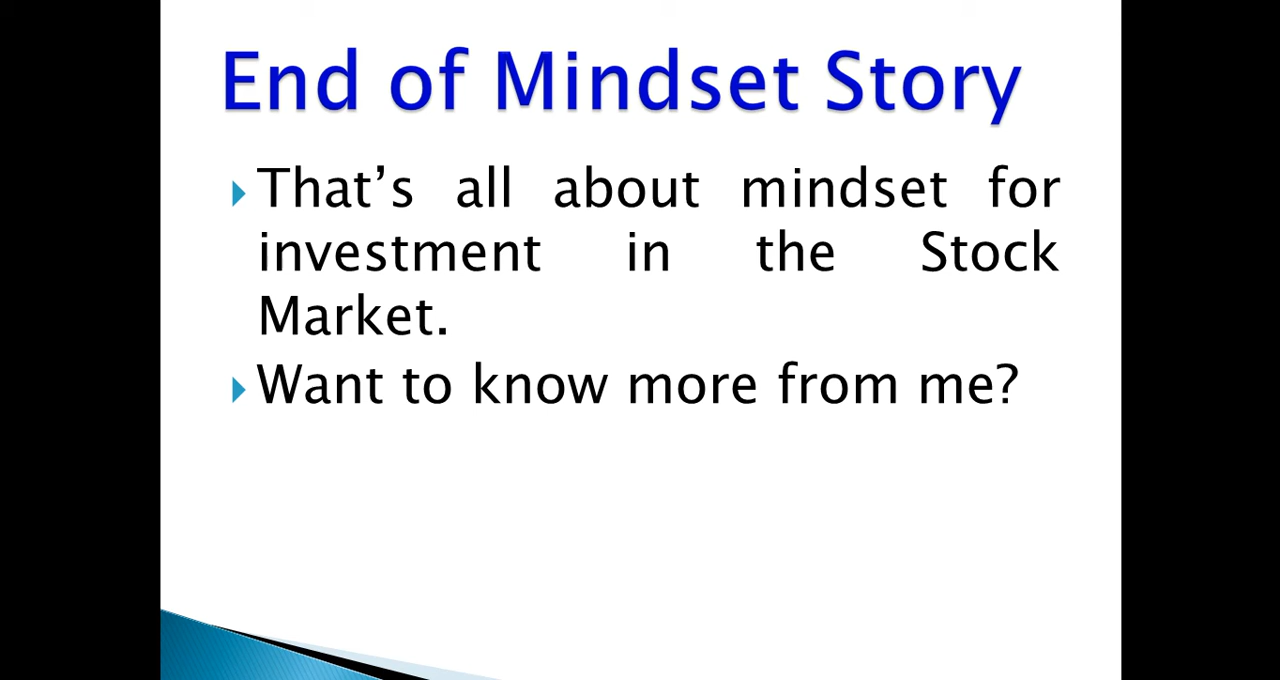 End of Mindset Story
That’s all about mindset for
investment in the Stock
Market.
Want to know more from me?